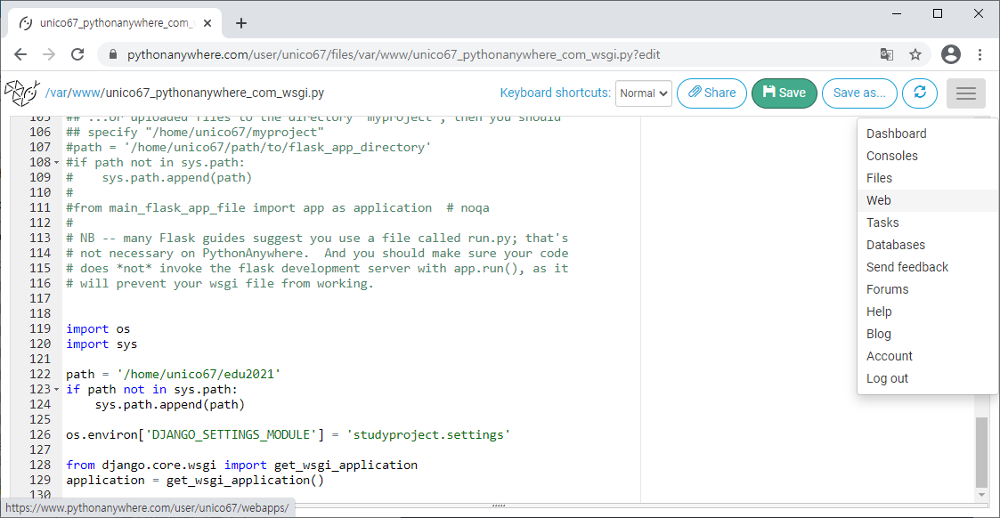 unico67_pythonanywhere_com_
pythonanywhere.com/user/unico67/files/var/www/unico67_pythonanywhere_com_wsgi.py?edit
/var/www/unico67_pythonanywhere_com_wsgi.py
Keyboard shortcuts: Normal Share Save Save as...
105 ## ...or uploaded files to the directory 'myproject', then you should
106 ## specify "/home/unico67/myproject"
107 #path = '/home/unico67/path/to/flask_app_directory'
108 #if path not in sys.path:
109 #    sys.path.append(path)
110 #
111 #from main_flask_app_file import app as application  # noqa
112 #
113 # NB -- many Flask guides suggest you use a file called run.py; that's
114 # not necessary on PythonAnywhere.  And you should make sure your code
115 # does *not* invoke the flask development server with app.run(), as it
116 # will prevent your wsgi file from working.
117
118
119 import os
120 import sys
121
122 path = '/home/unico67/edu2021'
123 if path not in sys.path:
124     sys.path.append(path)
125
126 os.environ['DJANGO_SETTINGS_MODULE'] = 'studyproject.settings'
127
128 from django.core.wsgi import get_wsgi_application
129 application = get_wsgi_application()
130
Dashboard
Consoles
Files
Web
Tasks
Databases
Send feedback
Forums
Help
Blog
Account
Log out
https://www.pythonanywhere.com/user/unico67/webapps/